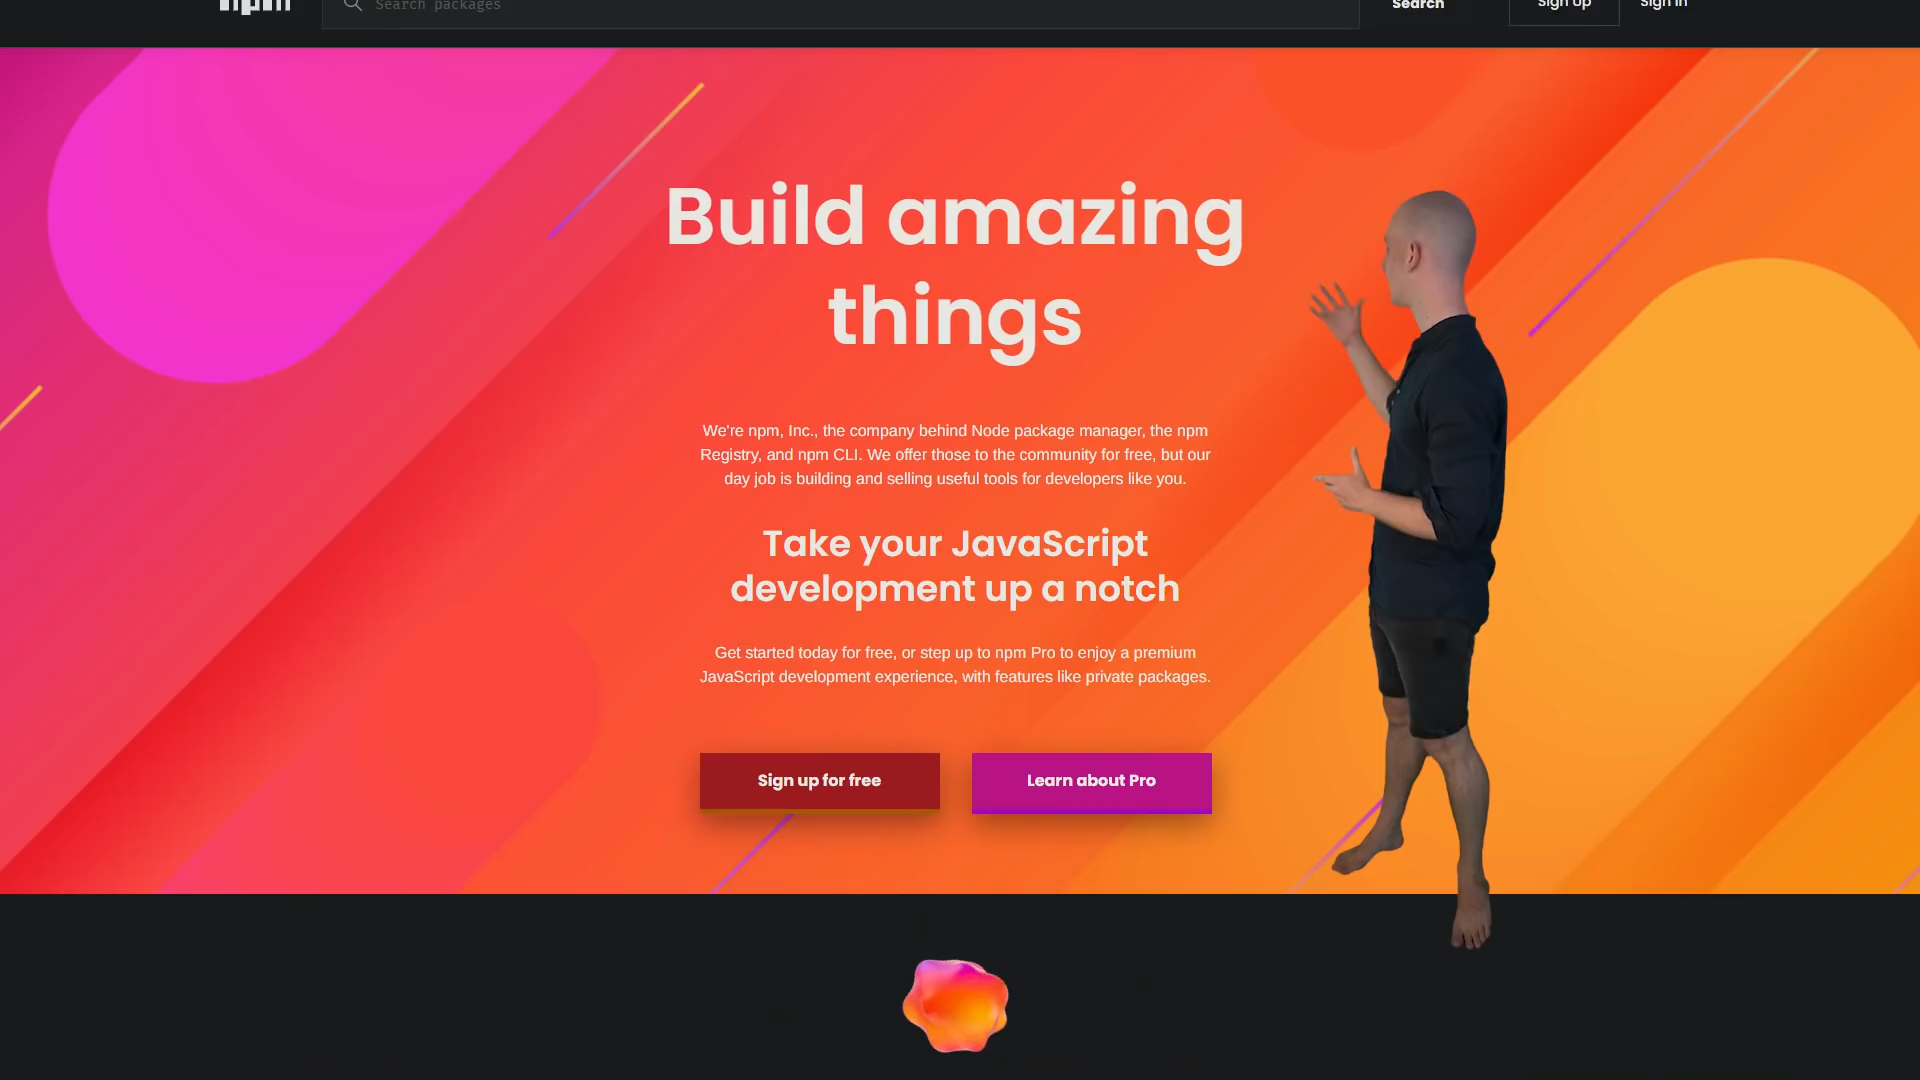 npm
Search packages
Search
Sign Up
Sign In
Build amazing
things
We're npm, Inc., the company behind Node package manager, the npm
Registry, and npm CLI. We offer those to the community for free, but our
day job is building and selling useful tools for developers like you.
Take your JavaScript
development up a notch
Get started today for free, or step up to npm Pro to enjoy a premium
JavaScript development experience, with features like private packages.
Sign up for free
Learn about Pro